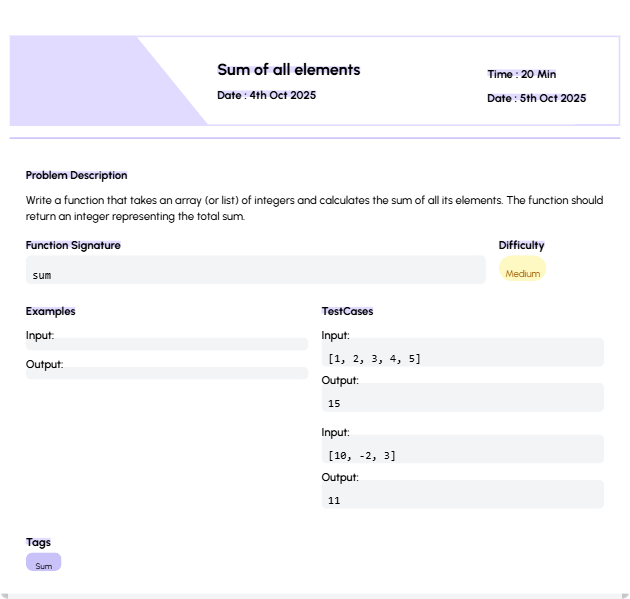 Sum of all elements
Time : 20 Min
Date : 4th Oct 2025
Date : 5th Oct 2025
Problem Description
Write a function that takes an array (or list) of integers and calculates the sum of all its elements. The function should
return an integer representing the total sum.
Function Signature
Difficulty
sum
Medium
Examples
Input:
Output:
TestCases
Input:
[1, 2, 3, 4, 5]
Output:
15
Input:
[10, -2, 3]
Output:
11
Tags
Sum